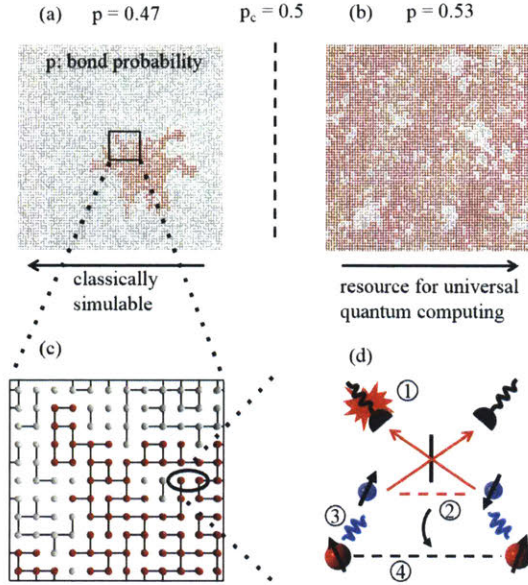 (a) p = 0.47 p_c = 0.5 (b) p = 0.53
p: bond probability
classically
simulable
resource for universal
quantum computing
(c) (d)
①
②
③
④